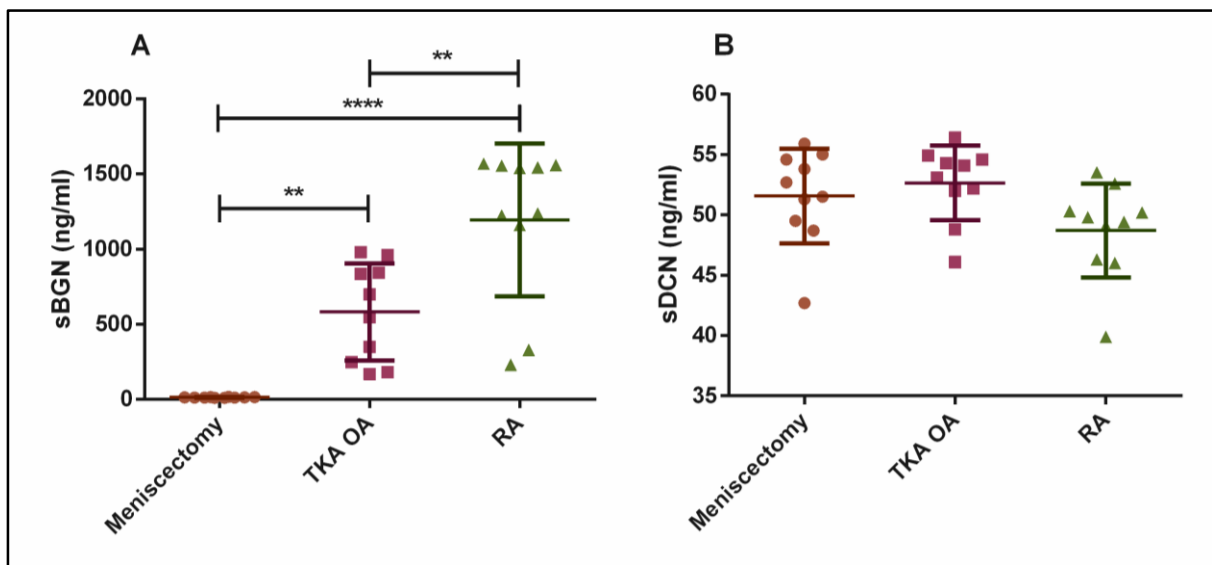 A
**
****
**
2000
1500
1000
500
0
sBGN (ng/ml)
Meniscectomy
TKA OA
RA
B
60
55
50
45
40
35
sDCN (ng/ml)
Meniscectomy
TKA OA
RA